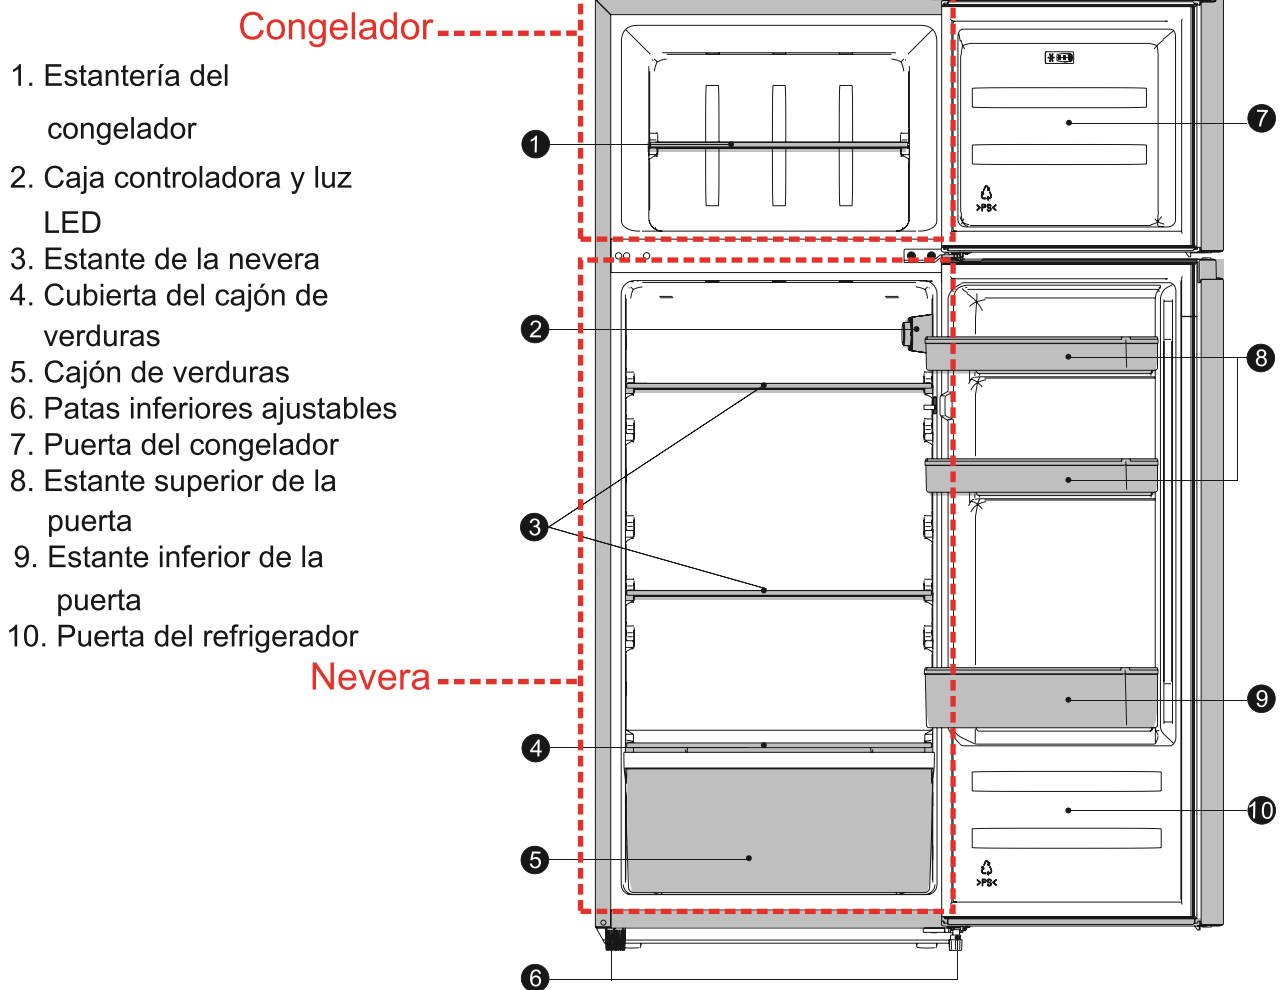 Congelador
1. Estantería del
congelador
2. Caja controladora y luz
LED
3. Estante de la nevera
4. Cubierta del cajón de
verduras
5. Cajón de verduras
6. Patas inferiores ajustables
7. Puerta del congelador
8. Estante superior de la
puerta
9. Estante inferior de la
puerta
10. Puerta del refrigerador
Nevera
1
2
3
4
5
6
>PS<
7
8
9
10
>PS<